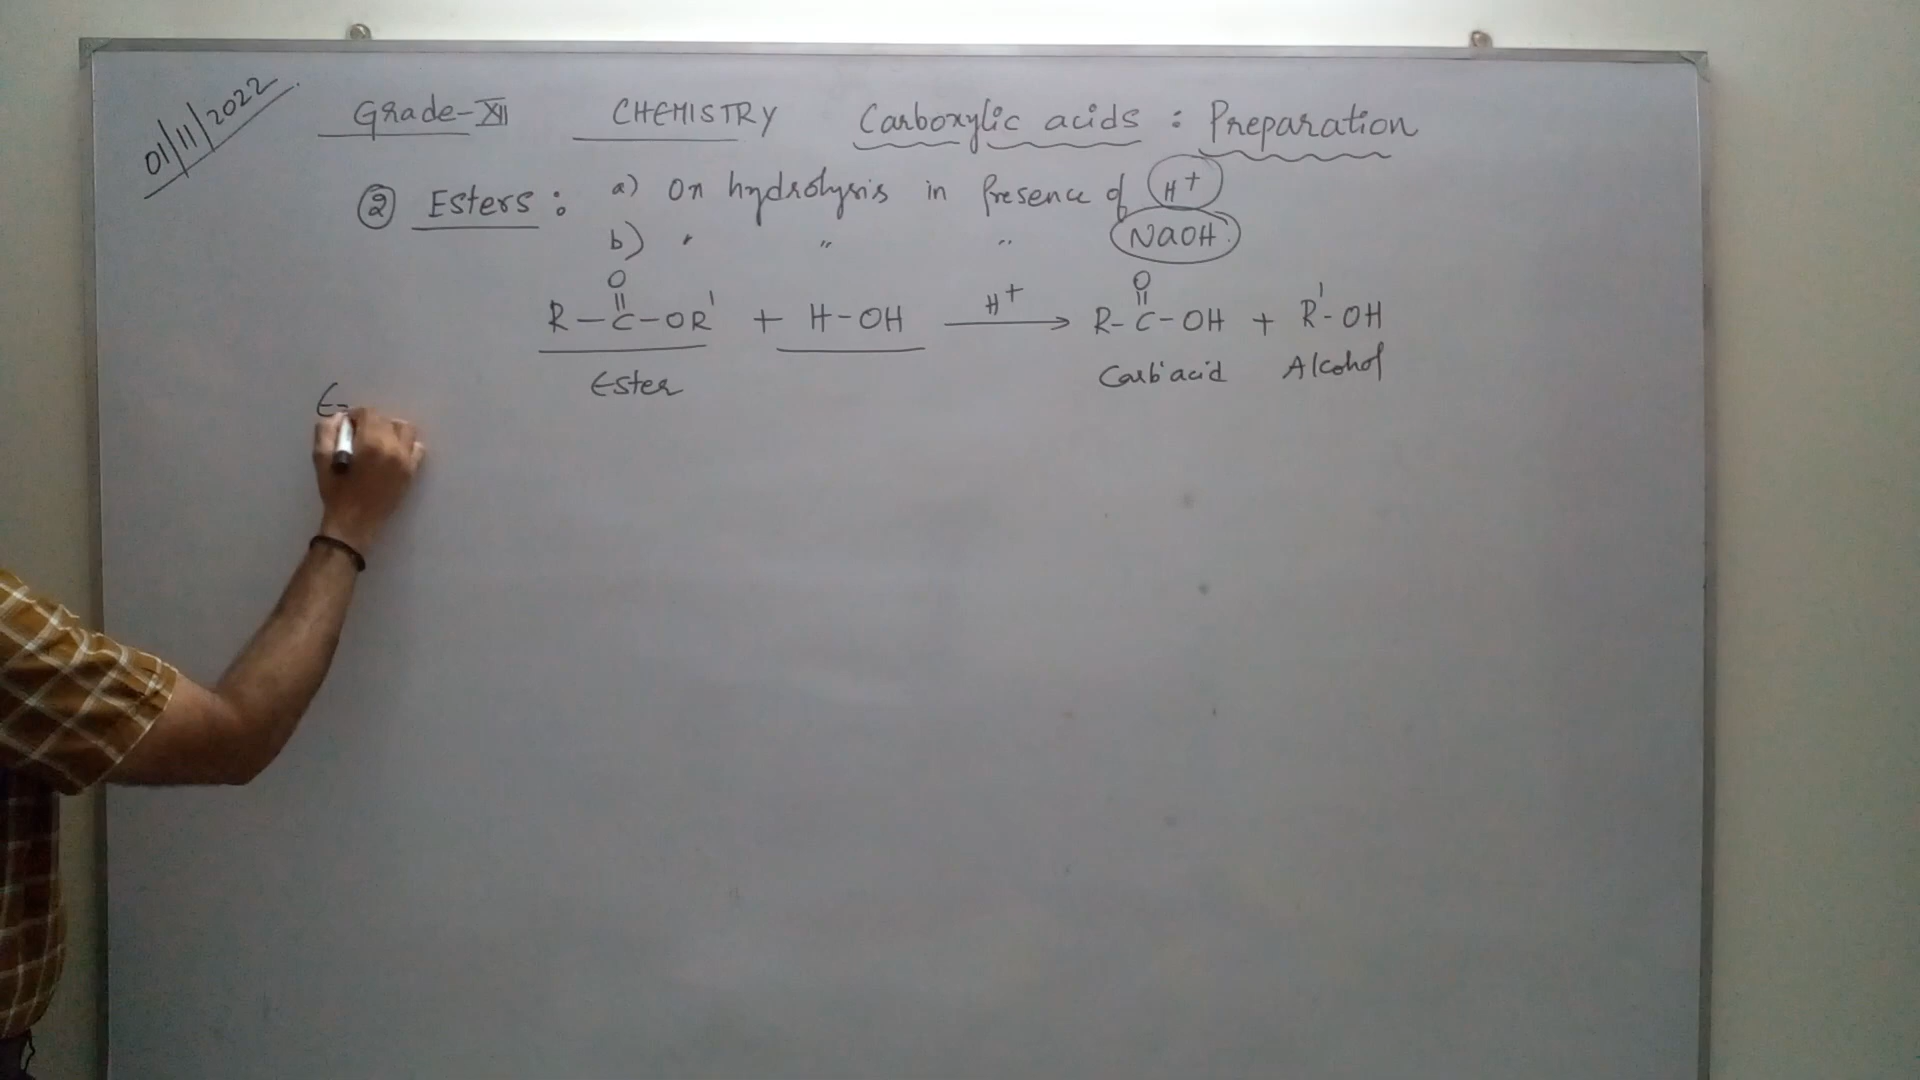 01/11/2022
Grade-XII CHEMISTRY Carboxylic acids : Preparation
② Esters : a) On hydrolysis in Presence of H+
b) " " " NaOH
O O
|| ||
R-C-OR' + H-OH H+ → R-C-OH + R'-OH
Ester Carb'acid Alcohol
E